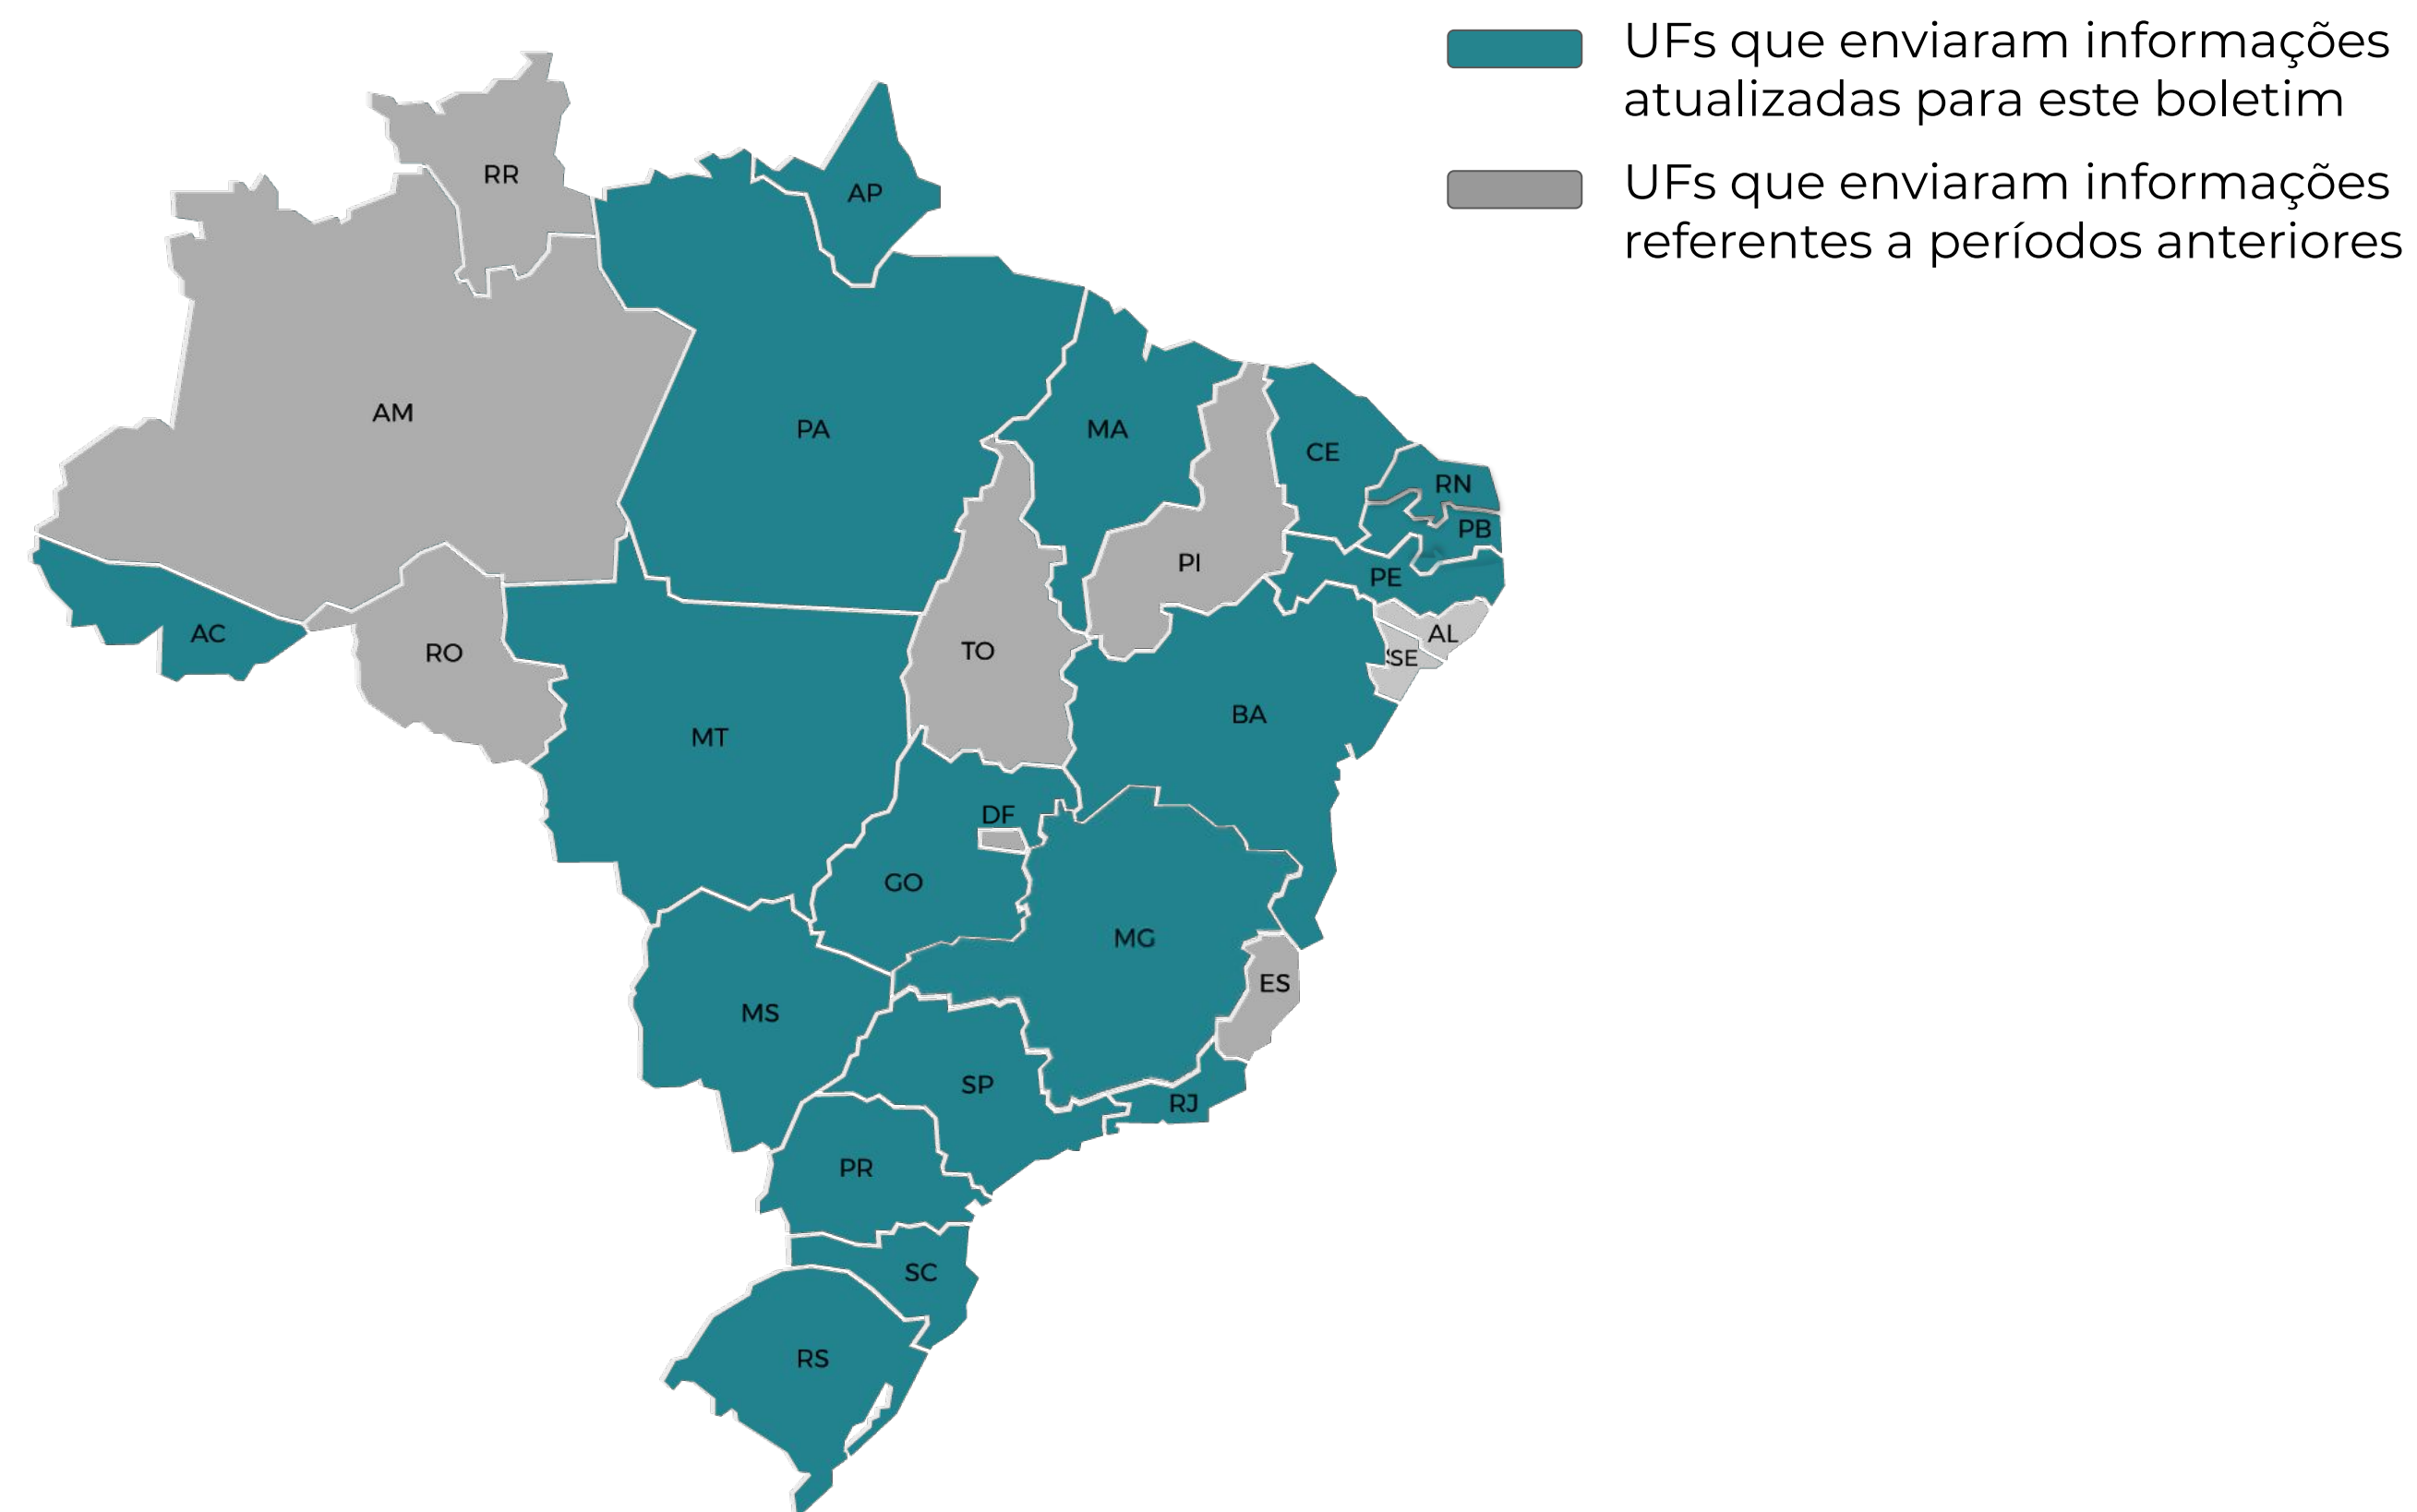 UFs que enviaram informações
atualizadas para este boletim
UFs que enviaram informações
referentes a períodos anteriores
RR
AP
AM
PA
MA
CE
RN
PB
PI
PE
AC
RO
TO
AL
SE
BA
MT
DF
GO
MG
ES
MS
SP
RJ
PR
SC
RS